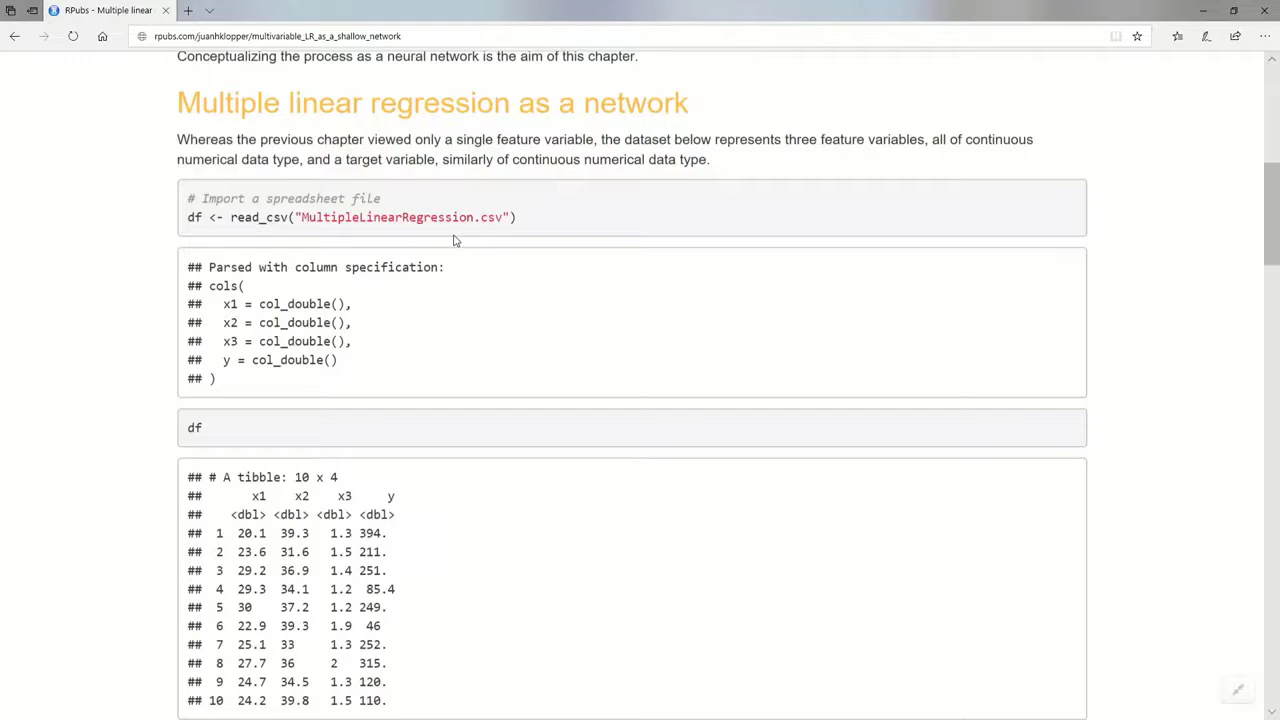 RPubs - Multiple linear
rpubs.com/juanhklopper/multivariable_LR_as_a_shallow_network
Conceptualizing the process as a neural network is the aim of this chapter.
Multiple linear regression as a network
Whereas the previous chapter viewed only a single feature variable, the dataset below represents three feature variables, all of continuous
numerical data type, and a target variable, similarly of continuous numerical data type.
# Import a spreadsheet file
df <- read_csv("MultipleLinearRegression.csv")
## Parsed with column specification:
## cols(
##   x1 = col_double(),
##   x2 = col_double(),
##   x3 = col_double(),
##   y = col_double()
## )
df
## # A tibble: 10 x 4
##       x1    x2    x3     y
##    <dbl> <dbl> <dbl> <dbl>
##  1  20.1  39.3   1.3 394.
##  2  23.6  31.6   1.5 211.
##  3  29.2  36.9   1.4 251.
##  4  29.3  34.1   1.2  85.4
##  5  30    37.2   1.2 249.
##  6  22.9  39.3   1.9  46
##  7  25.1  33     1.3 252.
##  8  27.7  36     2   315.
##  9  24.7  34.5   1.3 120.
## 10  24.2  39.8   1.5 110.